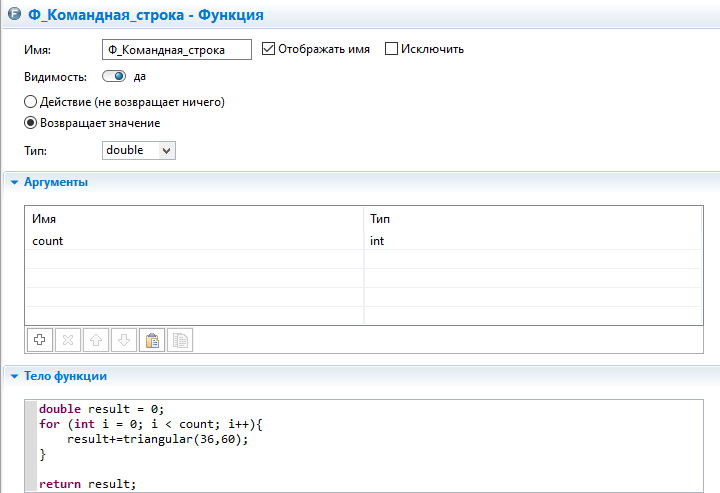 Ф_Командная_строка - Функция
Имя: Ф_Командная_строка Отображать имя Исключить
Видимость: да
Действие (не возвращает ничего)
Возвращает значение
Тип: double
Аргументы
Имя Тип
count int
Тело функции
double result = 0;
for (int i = 0; i < count; i++){
    result+=triangular(36,60);
}
return result;